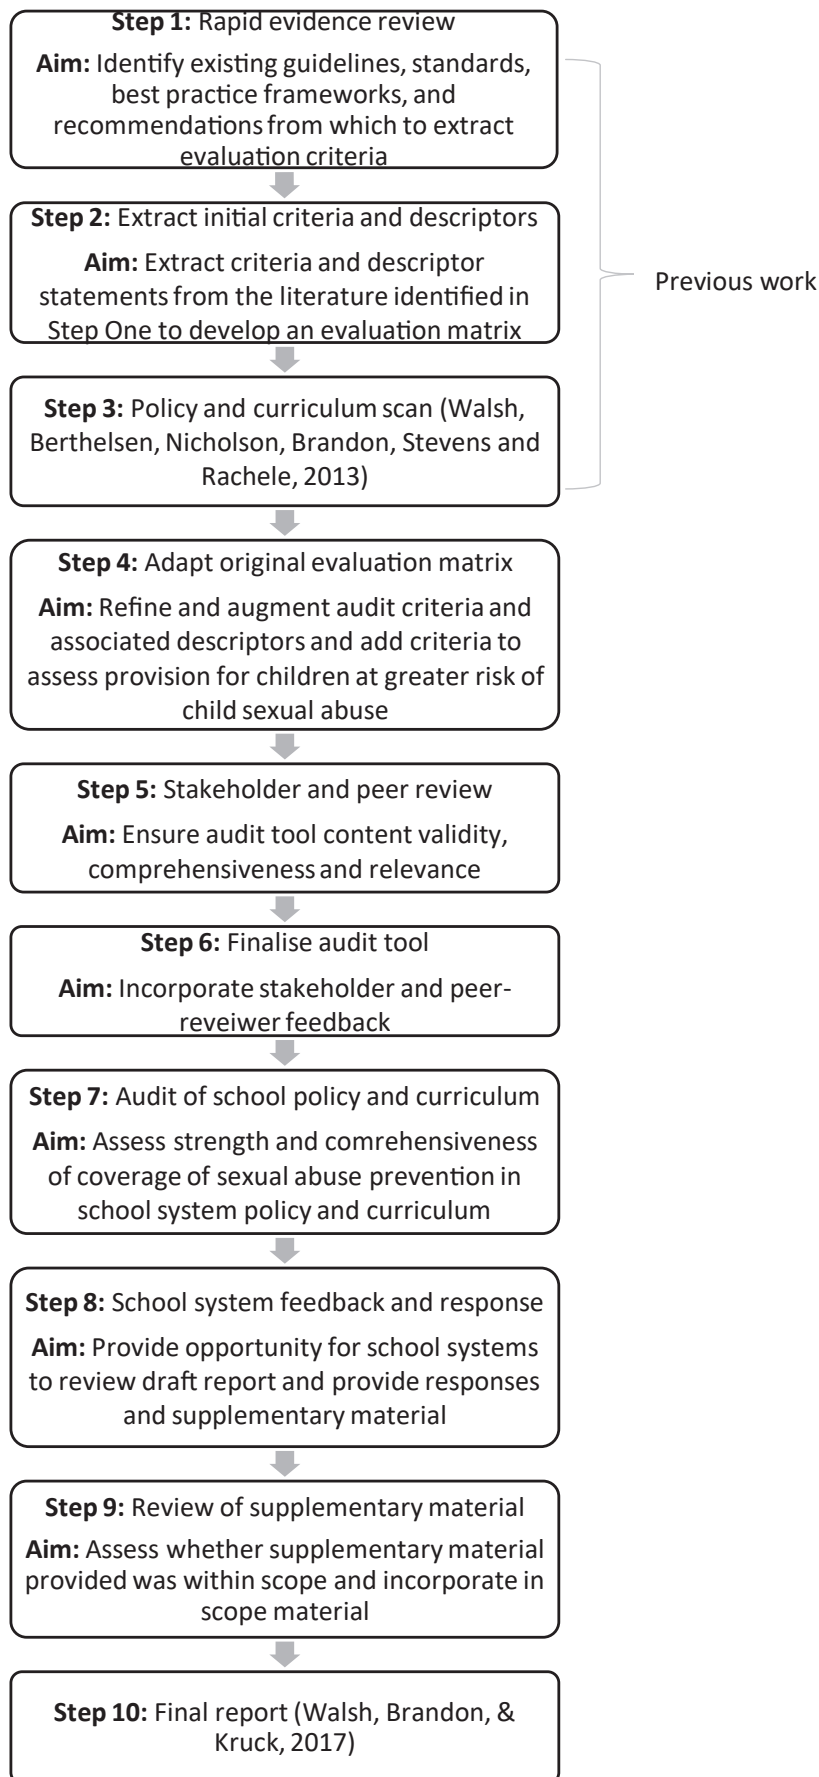 Step 1: Rapid evidence review
Aim: Identify existing guidelines, standards,
best practice frameworks, and
recommendations from which to extract
evaluation criteria
Step 2: Extract initial criteria and descriptors
Aim: Extract criteria and descriptor
statements from the literature identified in
Step One to develop an evaluation matrix
Previous work
Step 3: Policy and curriculum scan (Walsh,
Berthelsen, Nicholson, Brandon, Stevens and
Rachele, 2013)
Step 4: Adapt original evaluation matrix
Aim: Refine and augment audit criteria and
associated descriptors and add criteria to
assess provision for children at greater risk of
child sexual abuse
Step 5: Stakeholder and peer review
Aim: Ensure audit tool content validity,
comprehensiveness and relevance
Step 6: Finalise audit tool
Aim: Incorporate stakeholder and peer-
reveiwer feedback
Step 7: Audit of school policy and curriculum
Aim: Assess strength and comrehensiveness
of coverage of sexual abuse prevention in
school system policy and curriculum
Step 8: School system feedback and response
Aim: Provide opportunity for school systems
to review draft report and provide responses
and supplementary material
Step 9: Review of supplementary material
Aim: Assess whether supplementary material
provided was within scope and incorporate in
scope material
Step 10: Final report (Walsh, Brandon, &
Kruck, 2017)